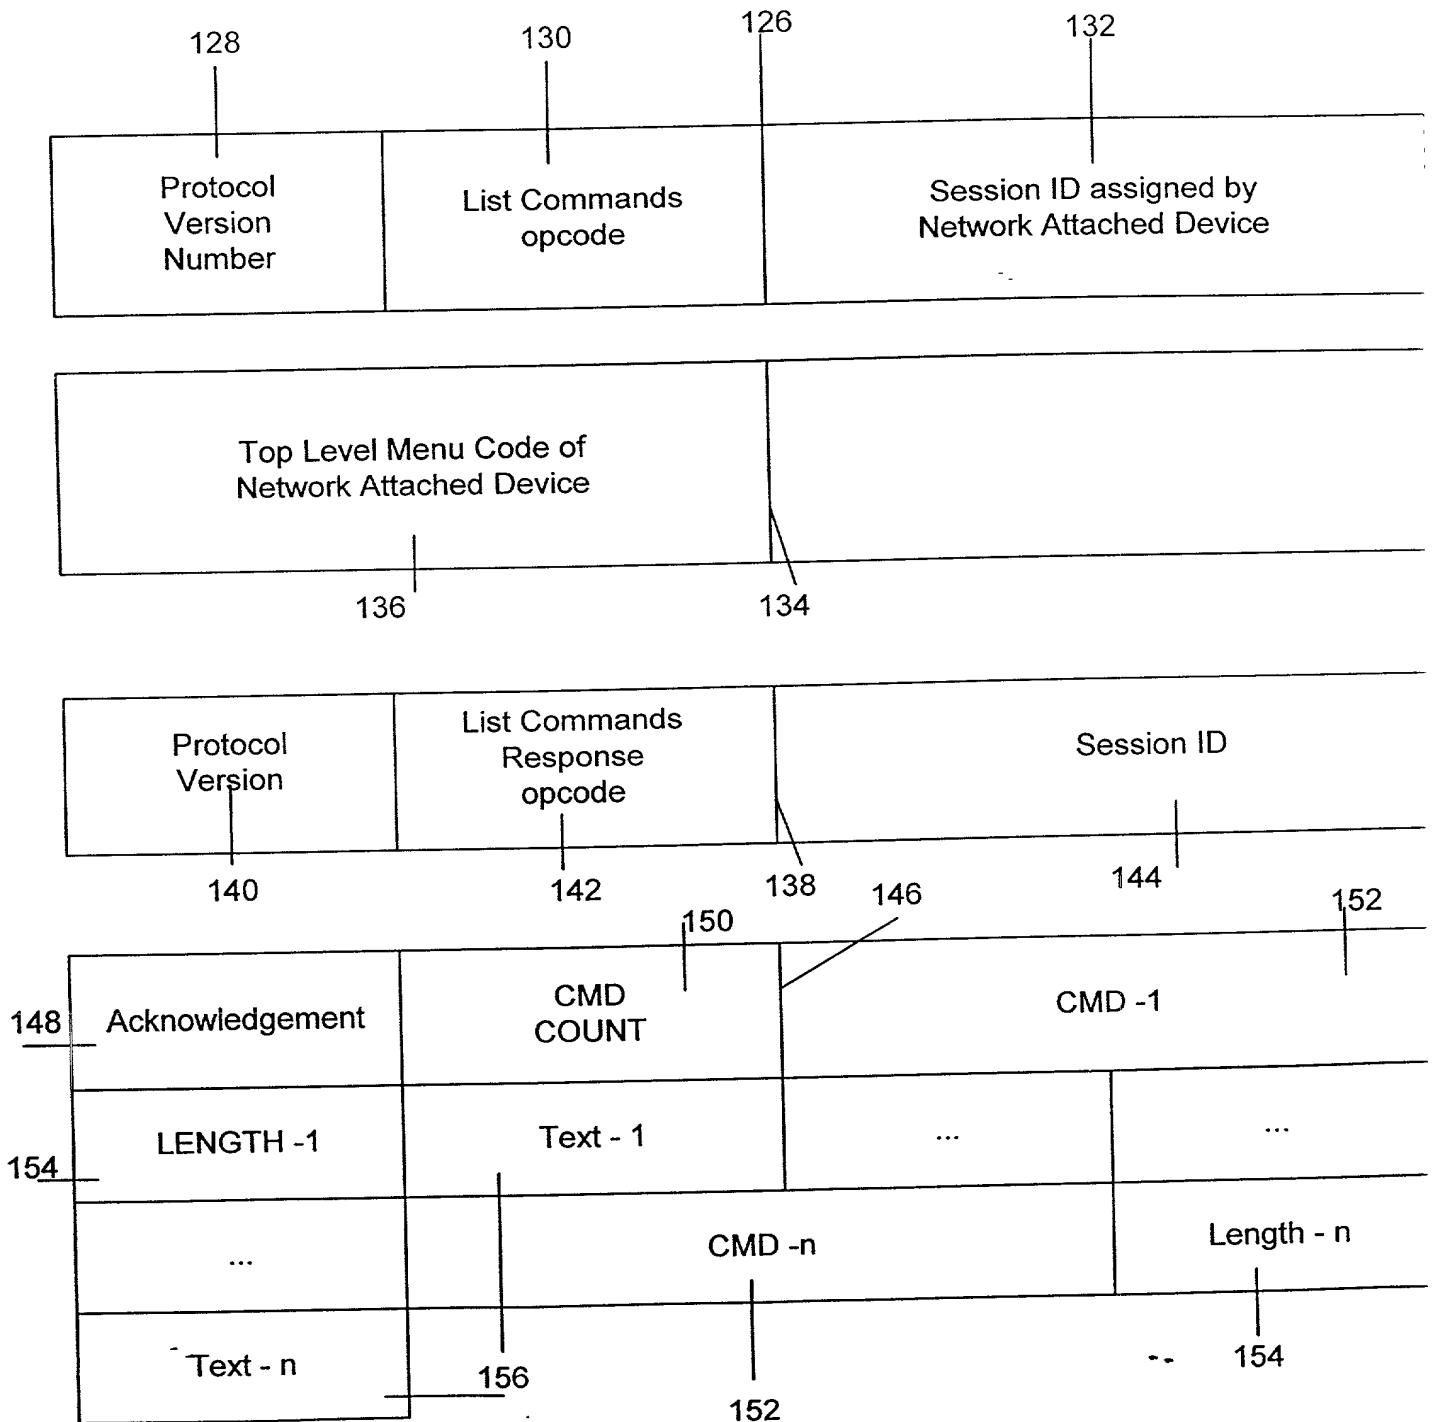 128
130
126
132
Protocol
Version
Number
List Commands
opcode
Session ID assigned by
Network Attached Device
Top Level Menu Code of
Network Attached Device
136
134
Protocol
Version
List Commands
Response
opcode
Session ID
140
142
138
146
144
152
150
148
Acknowledgement
CMD
COUNT
CMD -1
154
LENGTH -1
Text - 1
...
...
...
CMD -n
Length - n
Text - n
156
152
154